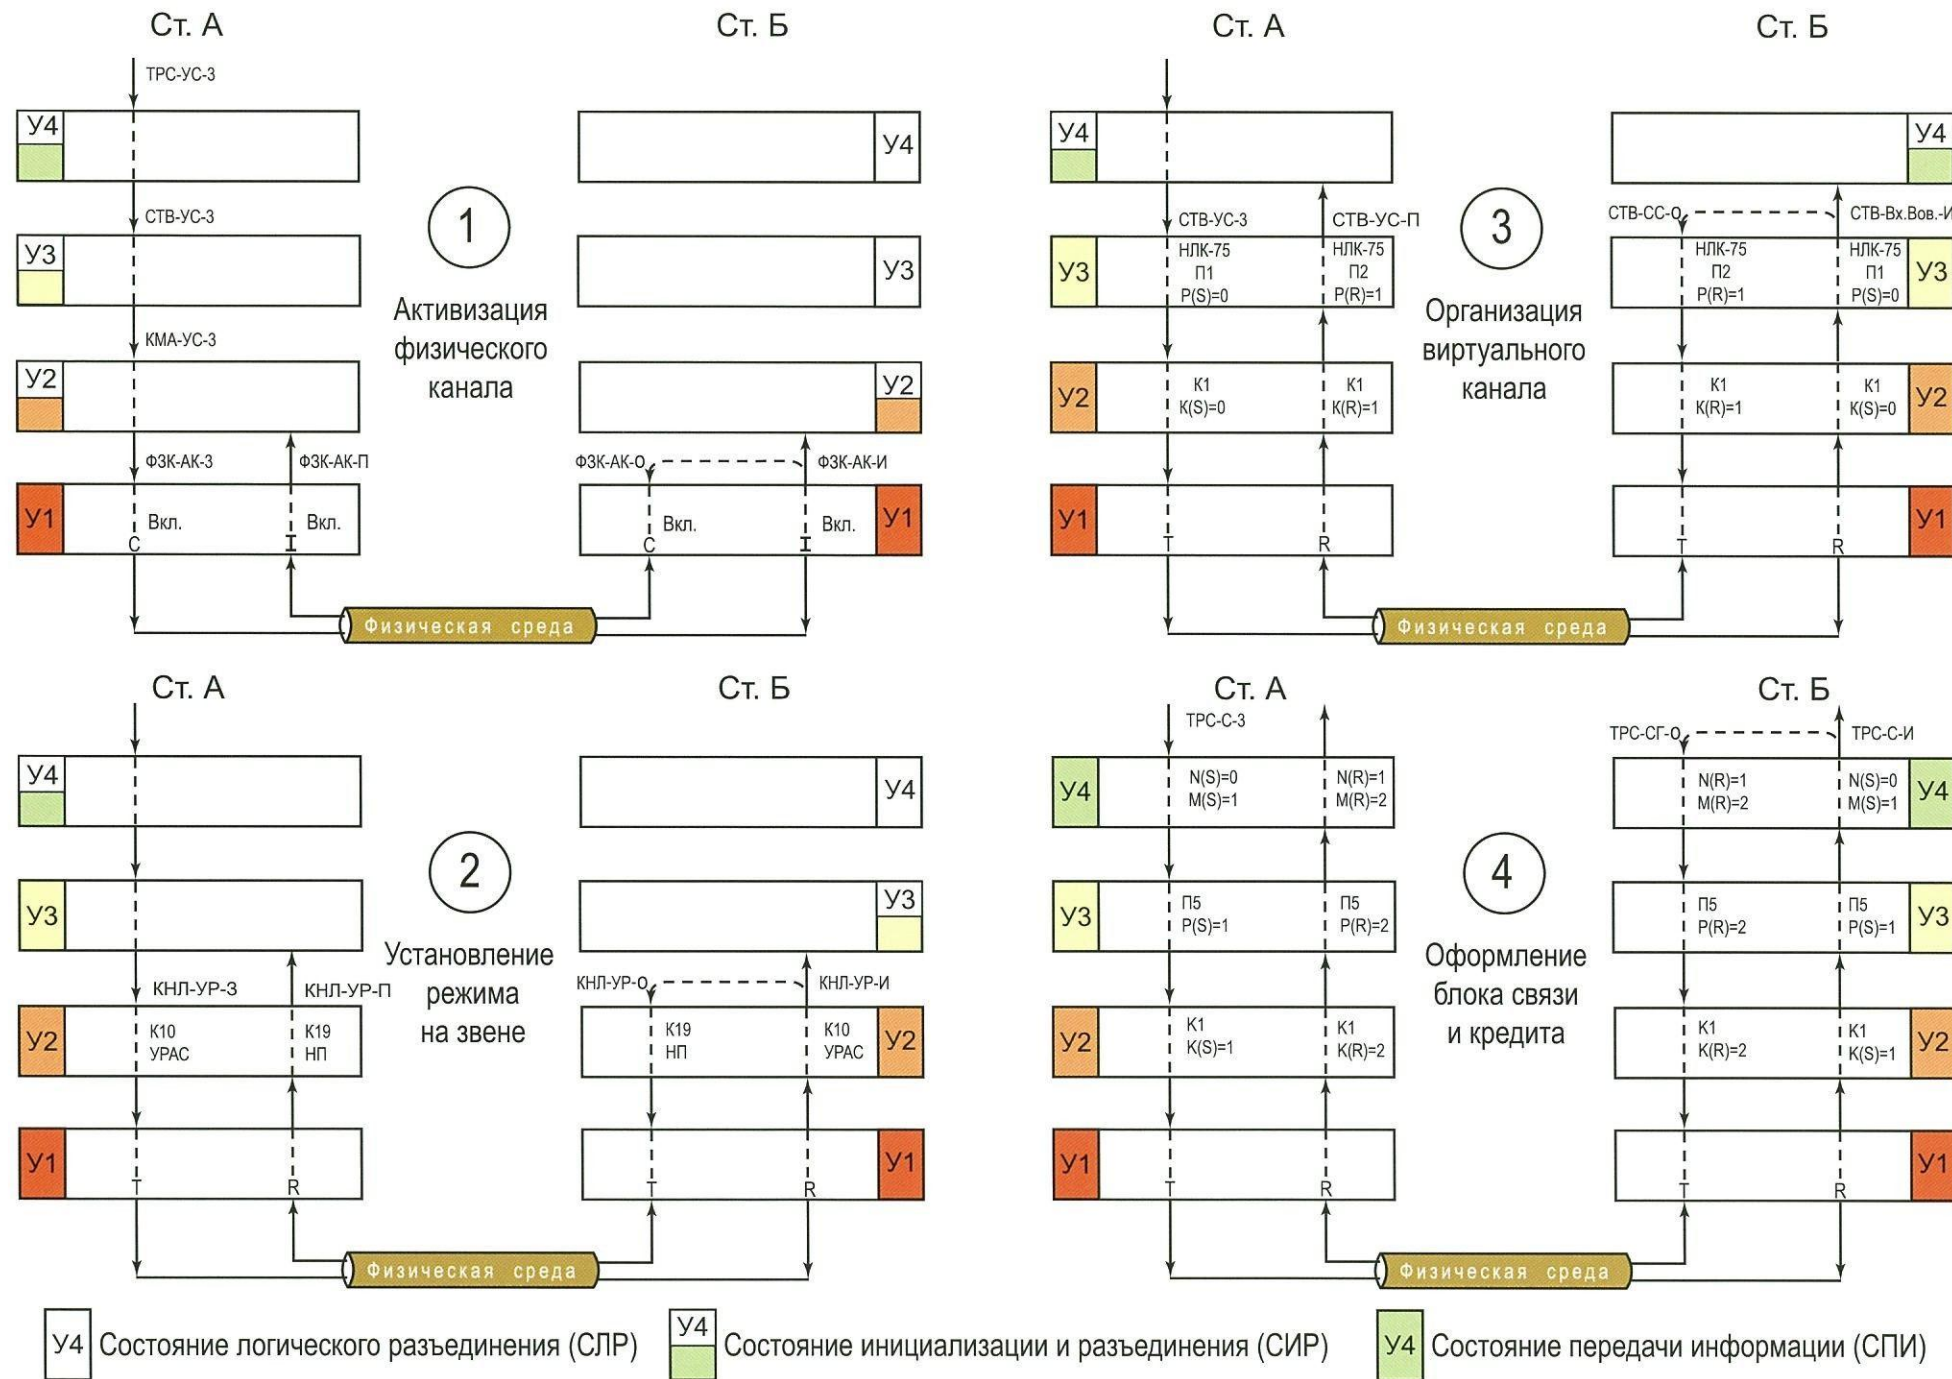 Ст. А
Ст. Б
ТРС-УС-З
У4
У4
СТВ-УС-З
У3
У3
1
Активизация
физического
канала
КМА-УС-З
У2
У2
ФЗК-АК-З
ФЗК-АК-П
ФЗК-АК-О
ФЗК-АК-И
У1
Вкл.
Вкл.
Вкл.
Вкл.
У1
C
I
C
I
Физическая среда
Ст. А
Ст. Б
У4
У4
СТВ-УС-З
СТВ-УС-П
СТВ-СС-О
СТВ-Вх.Вов.-И
У3
НЛК-75
П1
P(S)=0
НЛК-75
П2
P(R)=1
3
Организация
виртуального
канала
НЛК-75
П2
P(R)=1
НЛК-75
П1
P(S)=0
У3
У2
К1
К(S)=0
К1
К(R)=1
К1
К(R)=1
К1
К(S)=0
У2
У1
У1
T
R
T
R
Физическая среда
Ст. А
Ст. Б
У4
У4
2
Установление
режима
на звене
У3
У3
КНЛ-УР-З
КНЛ-УР-П
КНЛ-УР-О
КНЛ-УР-И
У2
К10
УРАС
К19
НП
К19
НП
К10
УРАС
У2
У1
У1
T
R
T
R
Физическая среда
Ст. А
Ст. Б
ТРС-С-З
ТРС-СГ-О
ТРС-С-И
У4
N(S)=0
M(S)=1
N(R)=1
M(R)=2
N(R)=1
M(R)=2
N(S)=0
M(S)=1
У4
4
Оформление
блока связи
и кредита
У3
П5
P(S)=1
П5
P(R)=2
П5
P(R)=2
П5
P(S)=1
У3
У2
К1
К(S)=1
К1
К(R)=2
К1
К(R)=2
К1
К(S)=1
У2
У1
У1
T
R
T
R
Физическая среда
У4 Состояние логического разъединения (СЛР)
У4 Состояние инициализации и разъединения (СИР)
У4 Состояние передачи информации (СПИ)